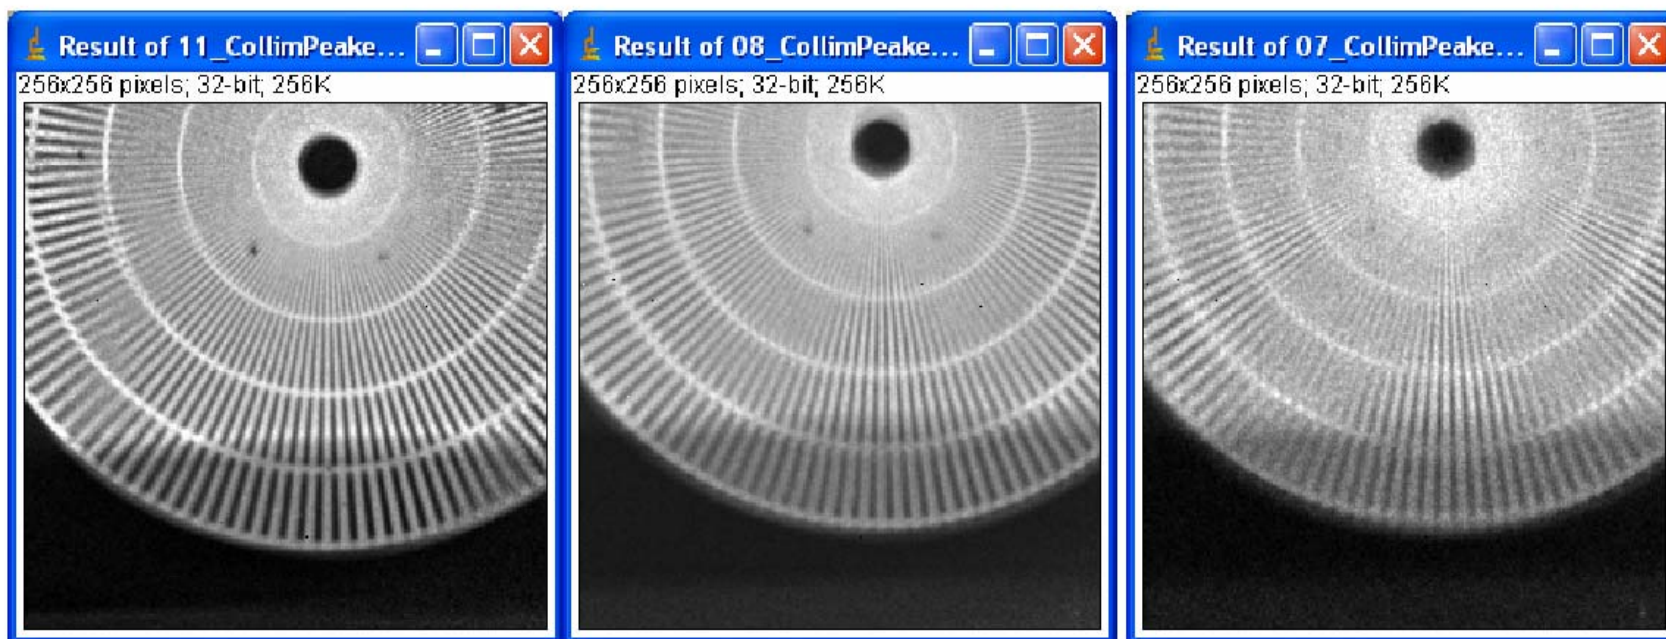 Result of 11_CollimPeake...
256x256 pixels; 32-bit; 256K
Result of 08_CollimPeake...
256x256 pixels; 32-bit; 256K
Result of 07_CollimPeake...
256x256 pixels; 32-bit; 256K